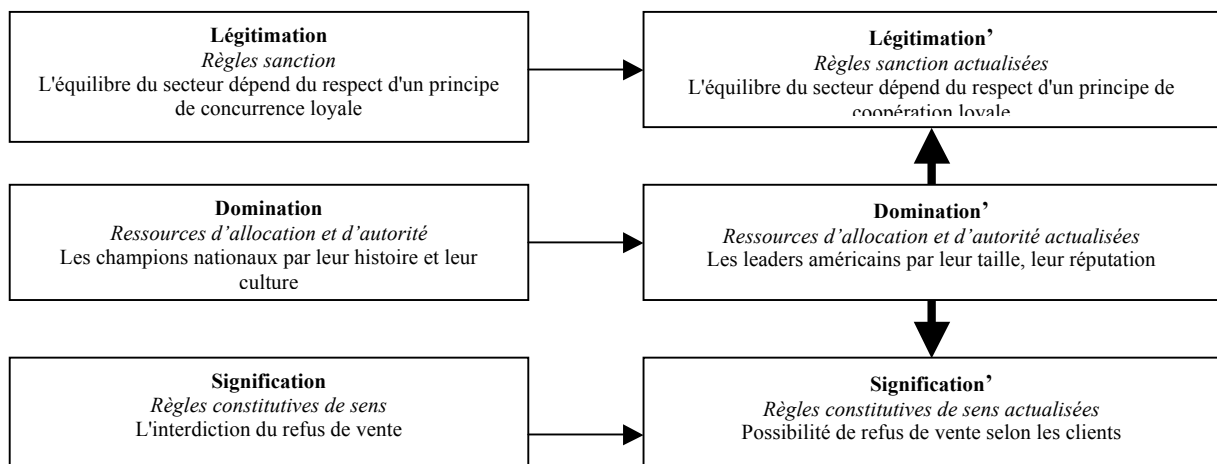 Légitimation
Règles sanction
L'équilibre du secteur dépend du respect d'un principe
de concurrence loyale
Légitimation’
Règles sanction actualisées
L'équilibre du secteur dépend du respect d'un principe de
coopération loyale
Domination
Ressources d’allocation et d’autorité
Les champions nationaux par leur histoire et leur
culture
Domination’
Ressources d’allocation et d’autorité actualisées
Les leaders américains par leur taille, leur réputation
Signification
Règles constitutives de sens
L'interdiction du refus de vente
Signification’
Règles constitutives de sens actualisées
Possibilité de refus de vente selon les clients